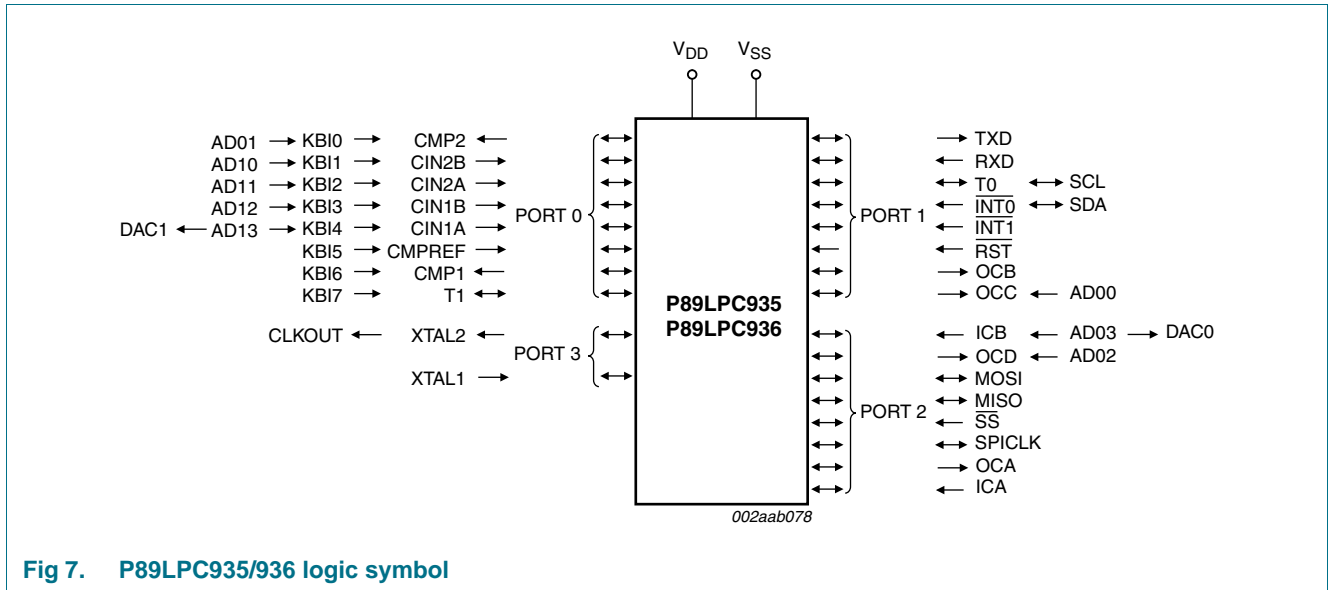 VDD VSS
AD01 KBI0 CMP2 TXD
AD10 KBI1 CIN2B RXD
AD11 KBI2 CIN2A T0 SCL
AD12 KBI3 CIN1B PORT 0 PORT 1 INT0 SDA
DAC1 AD13 KBI4 CIN1A INT1
KBI5 CMPREF RST
KBI6 CMP1 OCB
KBI7 T1 OCC AD00
P89LPC935
P89LPC936
CLKOUT XTAL2 PORT 3 ICB AD03 DAC0
OCD AD02
XTAL1 MOSI
MISO
PORT 2 SS
SPICLK
OCA
ICA
002aab078
Fig 7. P89LPC935/936 logic symbol